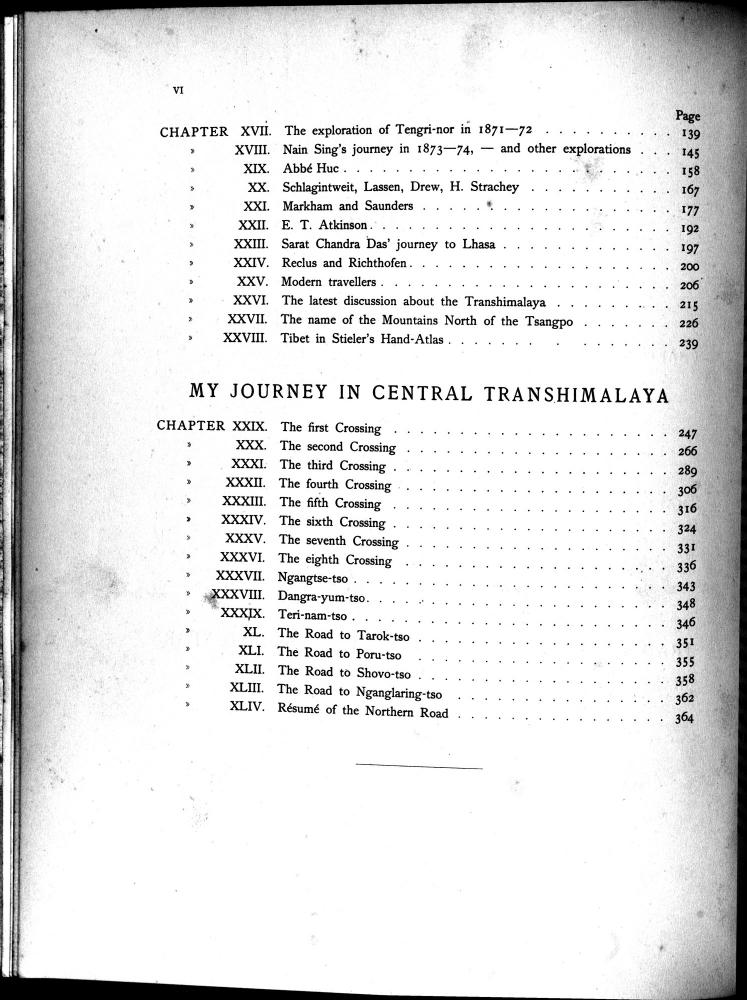 VI
Page
CHAPTER XVII. The exploration of Tengri-nor in 1871—72 . . . . . . . . . . 139
» XVIII. Nain Sing's journey in 1873—74, — and other explorations . . . 145
» XIX. Abbé Huc . . . . . . . . . . . . . . . . . . . . 158
» XX. Schlagintweit, Lassen, Drew, H. Strachey . . . . . . . . . . . 167
» XXI. Markham and Saunders . . . . . . . . . . . . . . . . 177
» XXII. E. T. Atkinson . . . . . . . . . . . . . . . . . . 192
» XXIII. Sarat Chandra Das' journey to Lhasa . . . . . . . . . . . . 197
» XXIV. Reclus and Richthofen . . . . . . . . . . . . . . . . 200
» XXV. Modern travellers . . . . . . . . . . . . . . . . . . 206
» XXVI. The latest discussion about the Transhimalaya . . . . . . . . . 215
» XXVII. The name of the Mountains North of the Tsangpo . . . . . . . 226
» XXVIII. Tibet in Stieler's Hand-Atlas . . . . . . . . . . . . . . 239
MY JOURNEY IN CENTRAL TRANSHIMALAYA
CHAPTER XXIX. The first Crossing . . . . . . . . . . . . . . . . . 247
» XXX. The second Crossing . . . . . . . . . . . . . . . . . 266
» XXXI. The third Crossing . . . . . . . . . . . . . . . . . 289
» XXXII. The fourth Crossing . . . . . . . . . . . . . . . . . 306
» XXXIII. The fifth Crossing . . . . . . . . . . . . . . . . . 316
» XXXIV. The sixth Crossing . . . . . . . . . . . . . . . . . 324
» XXXV. The seventh Crossing . . . . . . . . . . . . . . . . . 331
» XXXVI. The eighth Crossing . . . . . . . . . . . . . . . . . 336
» XXXVII. Ngangtse-tso . . . . . . . . . . . . . . . . . . . 343
» XXXVIII. Dangra-yum-tso . . . . . . . . . . . . . . . . . . 348
» XXXIX. Teri-nam-tso . . . . . . . . . . . . . . . . . . . 346
» XL. The Road to Tarok-tso . . . . . . . . . . . . . . . . 351
» XLI. The Road to Poru-tso . . . . . . . . . . . . . . . . 355
» XLII. The Road to Shovo-tso . . . . . . . . . . . . . . . . 358
» XLIII. The Road to Nganglaring-tso . . . . . . . . . . . . . . 362
» XLIV. Résumé of the Northern Road . . . . . . . . . . . . . . 364